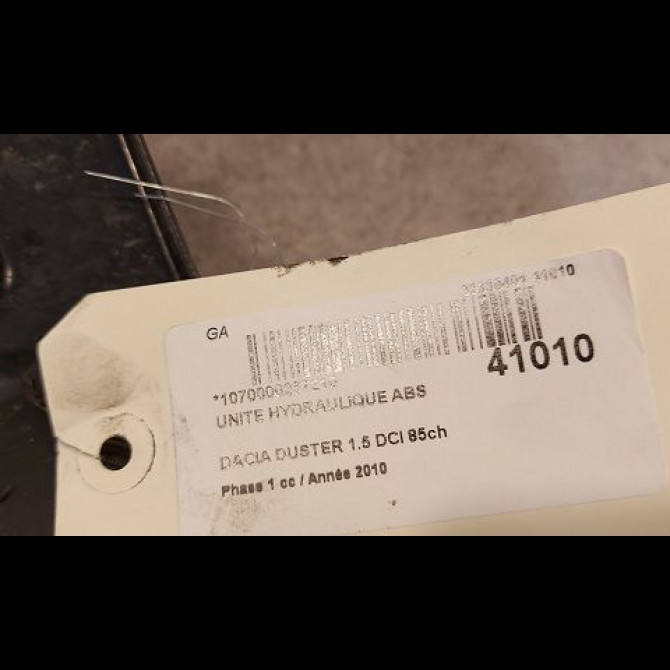 GA
41010
UNITE HYDRAULIQUE ABS
DACIA DUSTER 1.5 DCI 85ch
Phase 1 cc / Année 2010